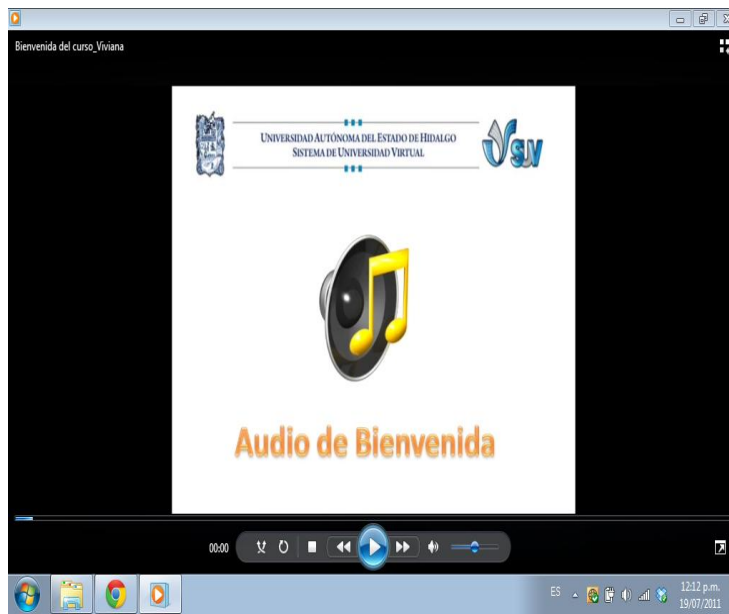 Bienvenida del curso_Viviana
UNIVERSIDAD AUTÓNOMA DEL ESTADO DE HIDALGO
SISTEMA DE UNIVERSIDAD VIRTUAL
SUV
Audio de Bienvenida
00:00
ES
12:12 p.m.
19/07/2011